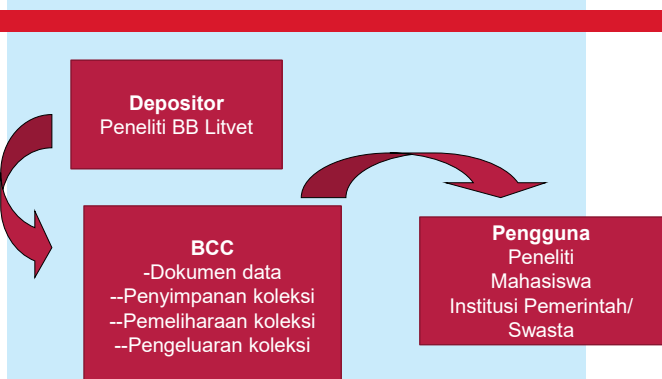 Depositor
Peneliti BB Litvet
BCC
-Dokumen data
--Penyimpanan koleksi
--Pemeliharaan koleksi
--Pengeluaran koleksi
Pengguna
Peneliti
Mahasiswa
Institusi Pemerintah/
Swasta